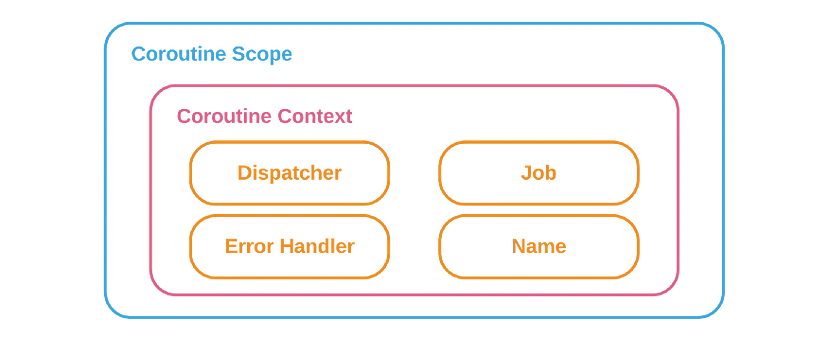 Coroutine Scope
Coroutine Context
Dispatcher
Job
Error Handler
Name